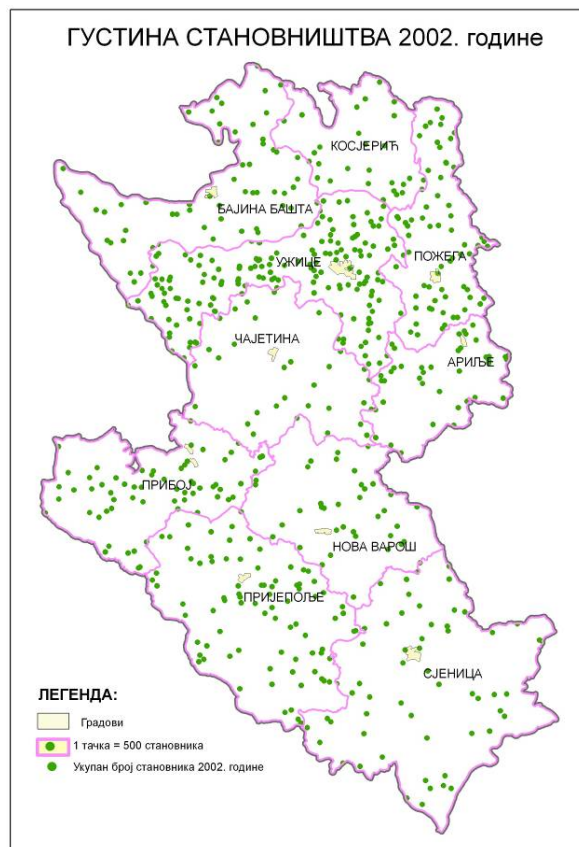 ГУСТИНА СТАНОВНИШТВА 2002. године
КОСЈЕРИЋ
БАЈИНА БАШТА
УЖИЦЕ
ПОЖЕГА
ЧАЈЕТИНА
АРИЉЕ
ПРИБОЈ
НОВА ВАРОШ
ПРИЈЕПОЉЕ
СЈЕНИЦА
ЛЕГЕНДА:
Градови
1 тачка = 500 становника
Укупан број становника 2002. године